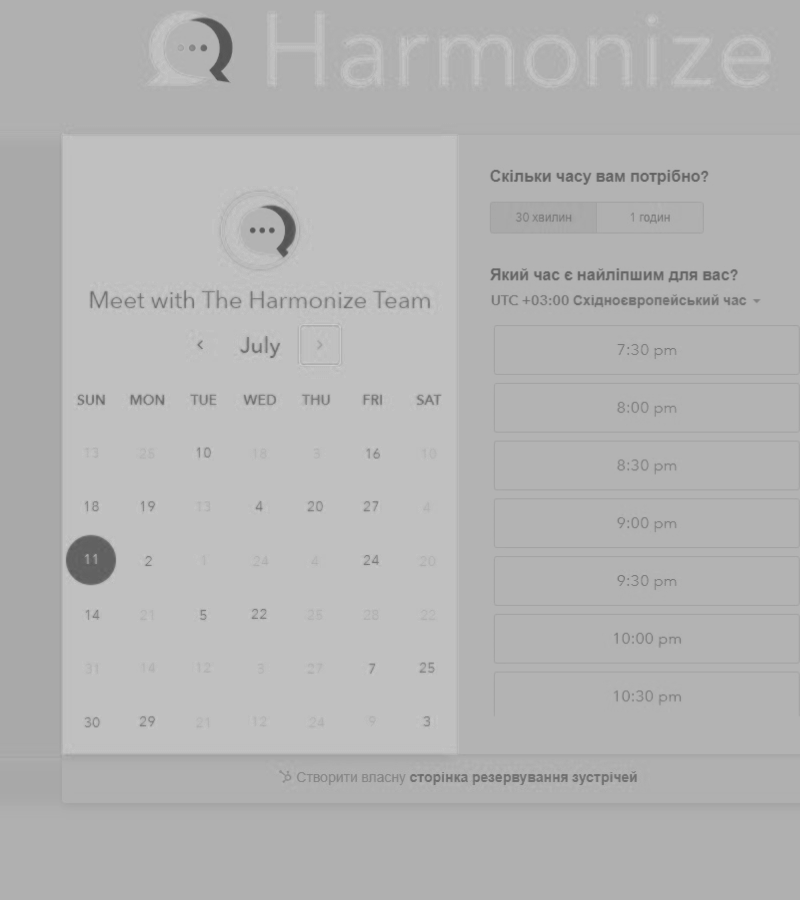 Harmonize
Meet with The Harmonize Team
July
SUN MON TUE WED THU FRI SAT
13 28 10 18 3 16 10
18 19 13 4 20 27 4
11 2 1 24 4 24 20
14 21 5 22 28 28 22
31 14 12 3 27 7 25
30 29 21 12 24 9 3
Скільки часу вам потрібно?
30 хвилин 1 годин
Який час є найліпшим для вас?
UTC +03:00 Східноєвропейський час
7:30 pm
8:00 pm
8:30 pm
9:00 pm
9:30 pm
10:00 pm
10:30 pm
Створити власну сторінка резервування зустрічей